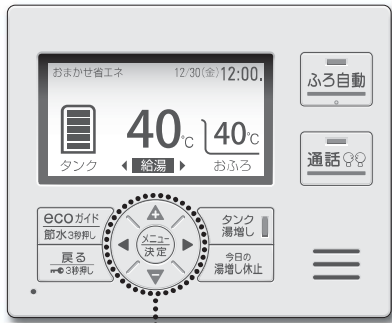 おまかせ省エネ 12/30(金)12:00.
40℃ 40℃
タンク 給湯 おふろ
ふろ自動
通話
ecoガイド
節水3秒押し
戻る
3秒押し
メニュー
決定
タンク
湯増し
今日の
湯増し休止